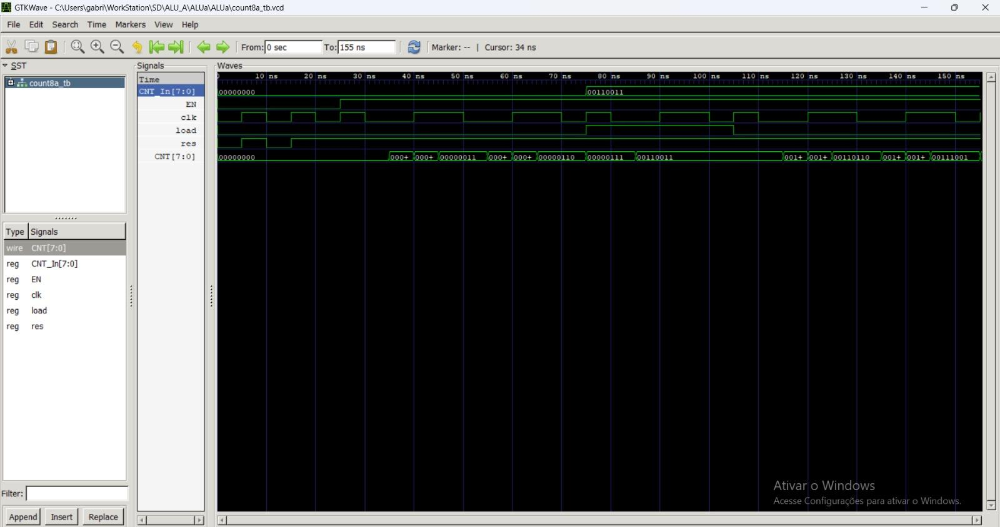 GTKWave - C:\Users\gabri\WorkStation\SD\ALU_A\ALUa\ALUa\count8a_tb.vcd
File Edit Search Time Markers View Help
From: 0 sec To: 155 ns Marker: -- | Cursor: 34 ns
SST
count8a_tb
Type Signals
wire CNT[7:0]
reg CNT_In[7:0]
reg EN
reg clk
reg load
reg res
Filter:
Append Insert Replace
Signals
Time
CNT_In[7:0]
EN
clk
load
res
CNT[7:0]
Waves
0 10 ns 20 ns 30 ns 40 ns 50 ns 60 ns 70 ns 80 ns 90 ns 100 ns 110 ns 120 ns 130 ns 140 ns 150 ns
00000000 00110011
00000000 000+ 000+ 00000011 000+ 000+ 00000110 00000111 00110011 001+ 001+ 00110110 001+ 001+ 00111001
Ativar o Windows
Acesse Configurações para ativar o Windows.